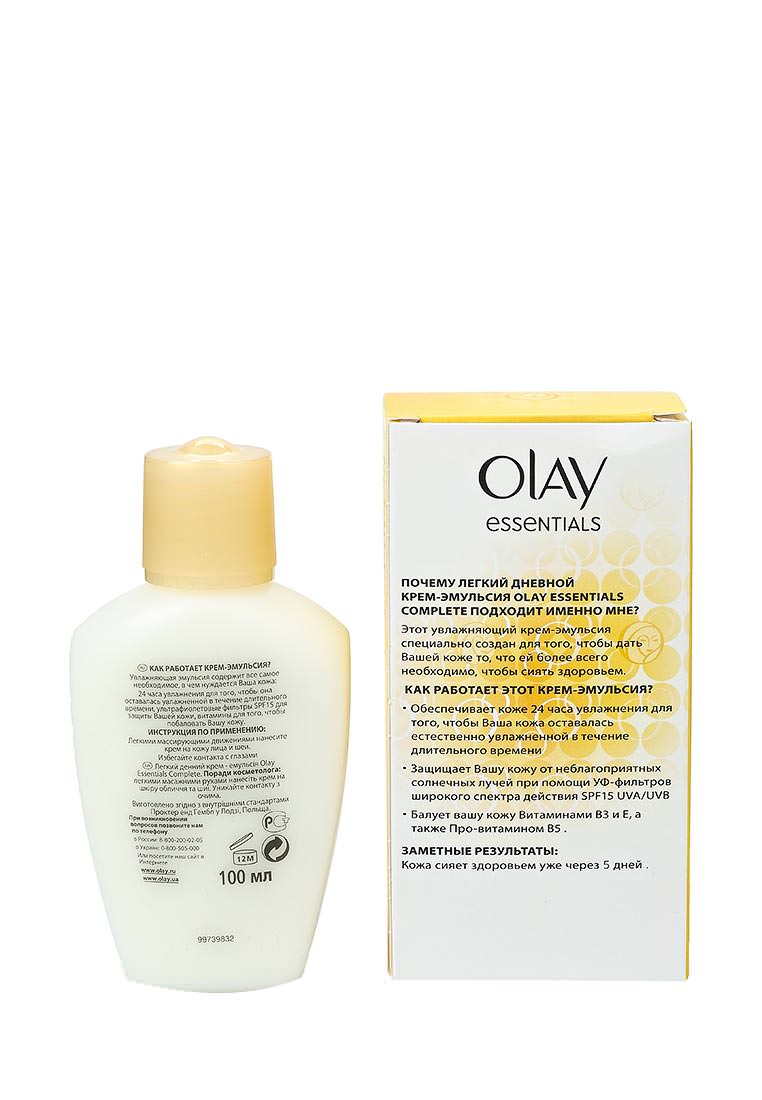 КАК РАБОТАЕТ КРЕМ-ЭМУЛЬСИЯ?
Увлажняющая эмульсия содержит все самое
необходимое, в чем нуждается Ваша кожа:
24 часа увлажнения для того, чтобы она
оставалась увлажненной в течение длительного
времени, ультрафиолетовые фильтры SPF15 для
защиты Вашей кожи, витамины для того, чтобы
побаловать Вашу кожу.
ИНСТРУКЦИЯ ПО ПРИМЕНЕНИЮ:
Легкими массирующими движениями нанесите
крем на кожу лица и шеи.
Избегайте контакта с глазами
Легкий денний крем - емульсія Olay
Essentials Complete. Поради косметолога:
легкими масажними рухами нанесіть крем на
шкіру обличчя та шиї. Уникайте контакту з
очима.
Виготовлено згідно з внутрішніми стандартами
Проктер енд Гембл у Лодзі, Польща.
При возникновении
вопросов позвоните нам
по телефону
в России: 8-800-200-02-05
в Украине: 0-800-505-000
Или посетите наш сайт в
Интернете
www.olay.ru
www.olay.ua
12M
100 мл
99739832
OLAY
ESSENTIALS
ПОЧЕМУ ЛЕГКИЙ ДНЕВНОЙ
КРЕМ-ЭМУЛЬСИЯ OLAY ESSENTIALS
COMPLETE ПОДХОДИТ ИМЕННО МНЕ?
Этот увлажняющий крем-эмульсия
специально создан для того, чтобы дать
Вашей коже то, что ей более всего
необходимо, чтобы сиять здоровьем.
КАК РАБОТАЕТ ЭТОТ КРЕМ-ЭМУЛЬСИЯ?
• Обеспечивает коже 24 часа увлажнения для
того, чтобы Ваша кожа оставалась
естественно увлажненной в течение
длительного времени
• Защищает Вашу кожу от неблагоприятных
солнечных лучей при помощи УФ-фильтров
широкого спектра действия SPF15 UVA/UVB
• Балует вашу кожу Витаминами В3 и Е, а
также Про-витамином В5 .
ЗАМЕТНЫЕ РЕЗУЛЬТАТЫ:
Кожа сияет здоровьем уже через 5 дней .